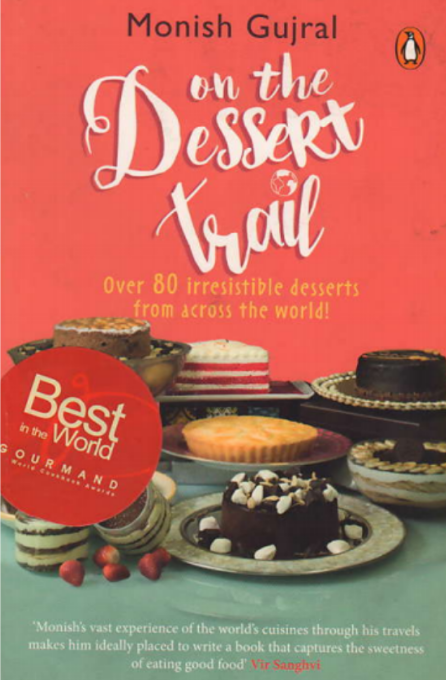 Monish Gujral
on the
Dessert
trail
Over 80 irresistible desserts
from across the world!
Best
in the World
GOURMAND
World Cookbook Awards
'Monish's vast experience of the world's cuisines through his travels
makes him ideally placed to write a book that captures the sweetness
of eating good food' Vir Sanghvi